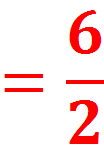 = 6/2